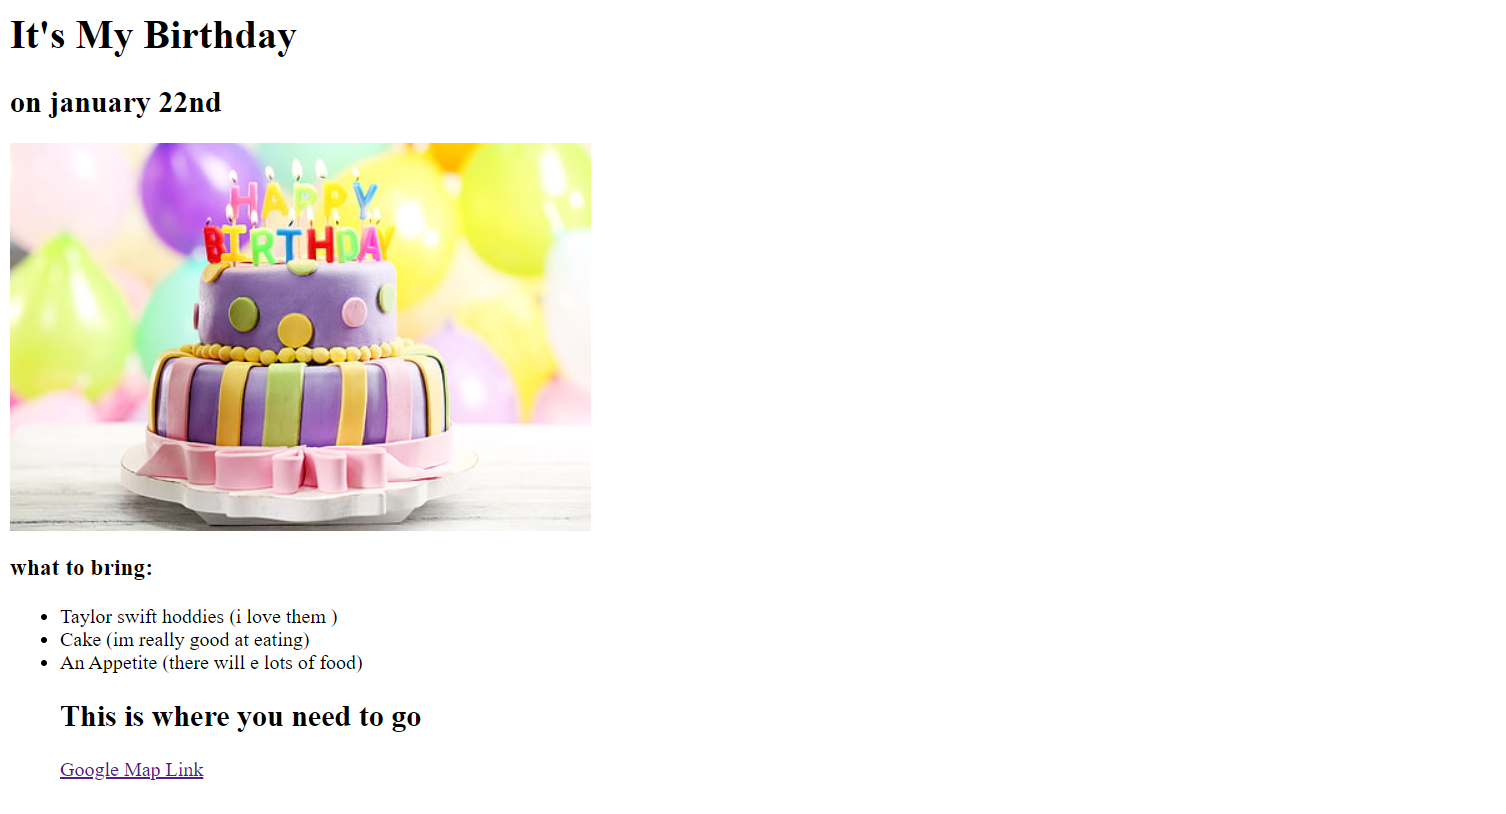 It's My Birthday
on january 22nd
HAPPY
BIRTHDAY
what to bring:
Taylor swift hoddies (i love them )
Cake (im really good at eating)
An Appetite (there will e lots of food)
This is where you need to go
Google Map Link